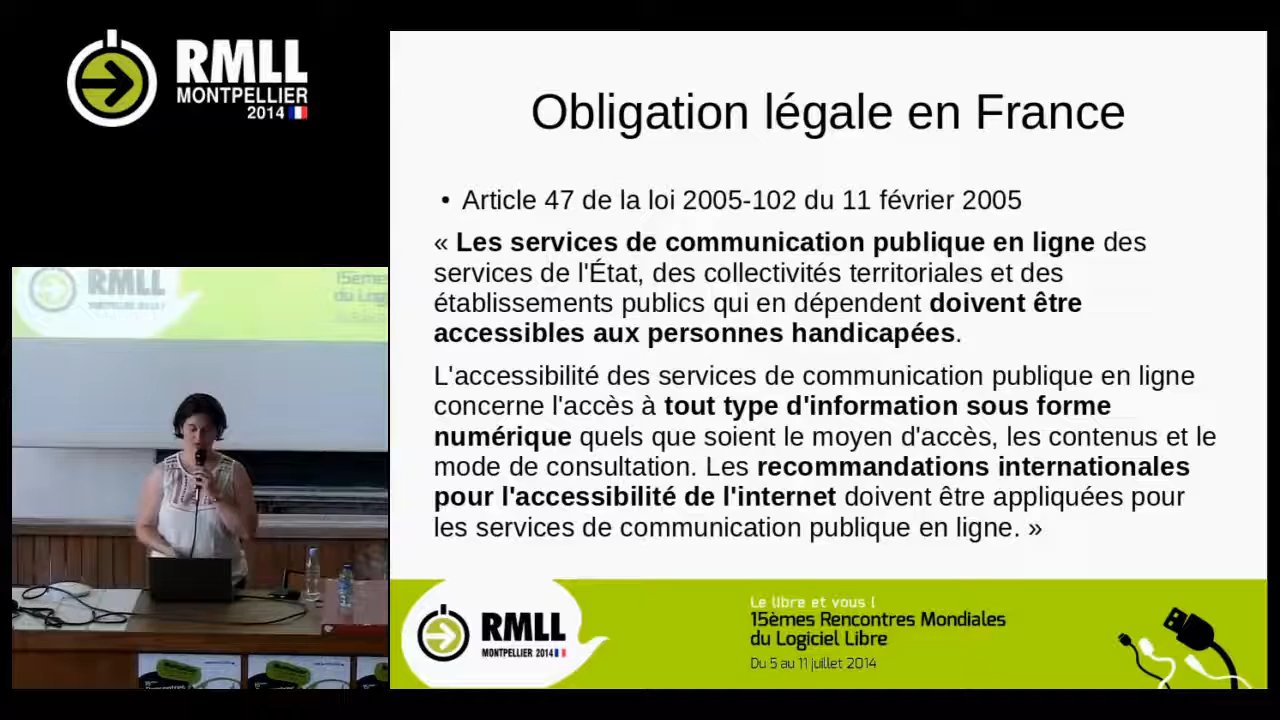 RMLL
MONTPELLIER
2014
Obligation légale en France
• Article 47 de la loi 2005-102 du 11 février 2005
« Les services de communication publique en ligne des
services de l'État, des collectivités territoriales et des
établissements publics qui en dépendent doivent être
accessibles aux personnes handicapées.
L'accessibilité des services de communication publique en ligne
concerne l'accès à tout type d'information sous forme
numérique quels que soient le moyen d'accès, les contenus et le
mode de consultation. Les recommandations internationales
pour l'accessibilité de l'internet doivent être appliquées pour
les services de communication publique en ligne. »
RMLL
15èmes
du Log
RMLL
MONTPELLIER 2014
Le libre et vous !
15èmes Rencontres Mondiales
du Logiciel Libre
Du 5 au 11 juillet 2014